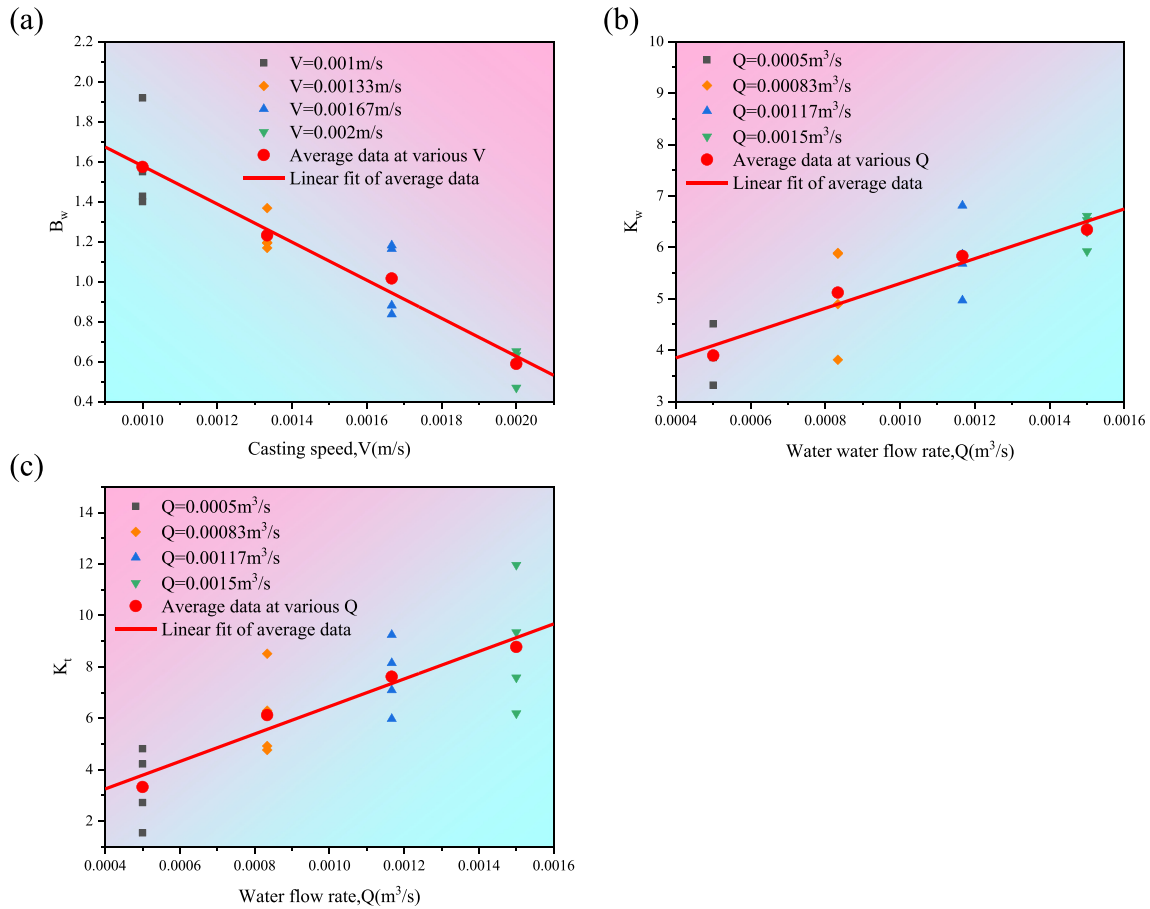 (a)
2.2
2.0
1.8
1.6
1.4
1.2
1.0
0.8
0.6
0.4
B_w
V=0.001m/s
V=0.00133m/s
V=0.00167m/s
V=0.002m/s
Average data at various V
Linear fit of average data
0.0010 0.0012 0.0014 0.0016 0.0018 0.0020
Casting speed,V(m/s)
(b)
10
9
8
7
6
5
4
3
K_w
Q=0.0005m³/s
Q=0.00083m³/s
Q=0.00117m³/s
Q=0.0015m³/s
Average data at various Q
Linear fit of average data
0.0004 0.0006 0.0008 0.0010 0.0012 0.0014 0.0016
Water water flow rate,Q(m³/s)
(c)
14
12
10
8
6
4
2
K_t
Q=0.0005m³/s
Q=0.00083m³/s
Q=0.00117m³/s
Q=0.0015m³/s
Average data at various Q
Linear fit of average data
0.0004 0.0006 0.0008 0.0010 0.0012 0.0014 0.0016
Water flow rate,Q(m³/s)